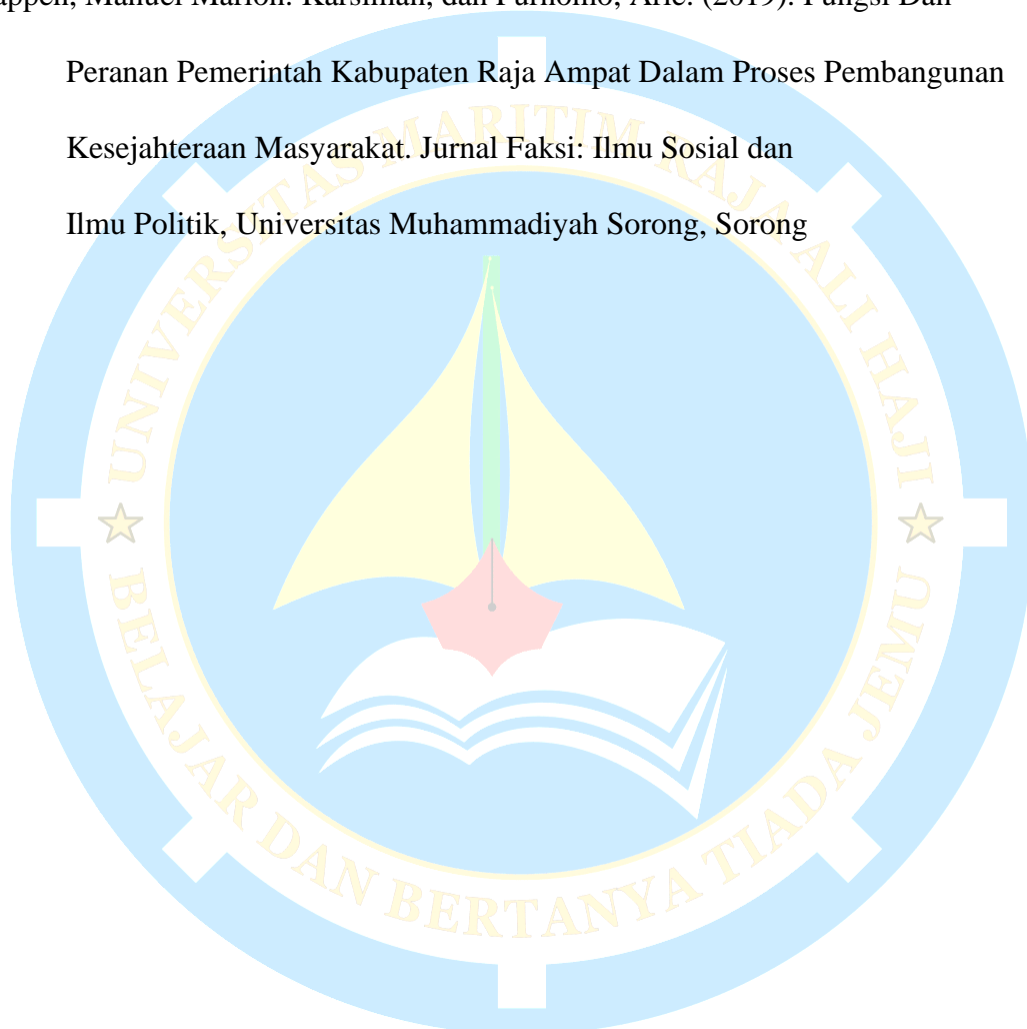 Manuel Marlon. Karsiman, dan Purnomo, Arie. (2019). Fungsi Dan
Peranan Pemerintah Kabupaten Raja Ampat Dalam Proses Pembangunan
Kesejahteraan Masyarakat. Jurnal Faksi: Ilmu Sosial dan
Ilmu Politik, Universitas Muhammadiyah Sorong, Sorong
UNIVERSITAS MARITIM RAJA ALI HAJI
BELAJAR DAN BERTANYA TIADA JEMU